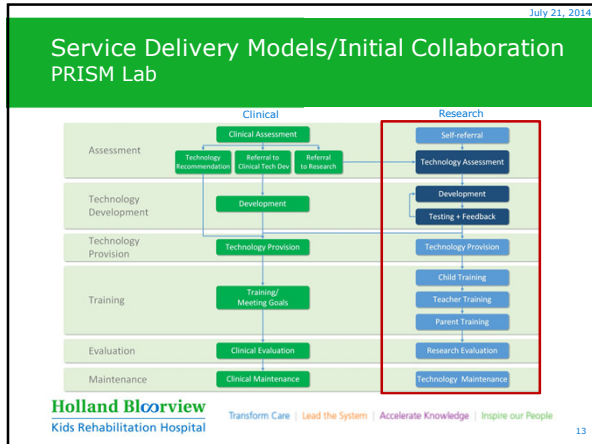 July 21, 2014
Service Delivery Models/Initial Collaboration
PRISM Lab
Clinical
Research
Assessment
Clinical Assessment
Technology
Recommendation
Referral to
Clinical Tech Dev
Referral
to Research
Self-referral
Technology Assessment
Technology
Development
Development
Development
Testing + Feedback
Technology
Provision
Technology Provision
Technology Provision
Training
Training/
Meeting Goals
Child Training
Teacher Training
Parent Training
Evaluation
Clinical Evaluation
Research Evaluation
Maintenance
Clinical Maintenance
Technology Maintenance
Holland Bloorview
Kids Rehabilitation Hospital
Transform Care | Lead the System | Accelerate Knowledge | Inspire our People
13